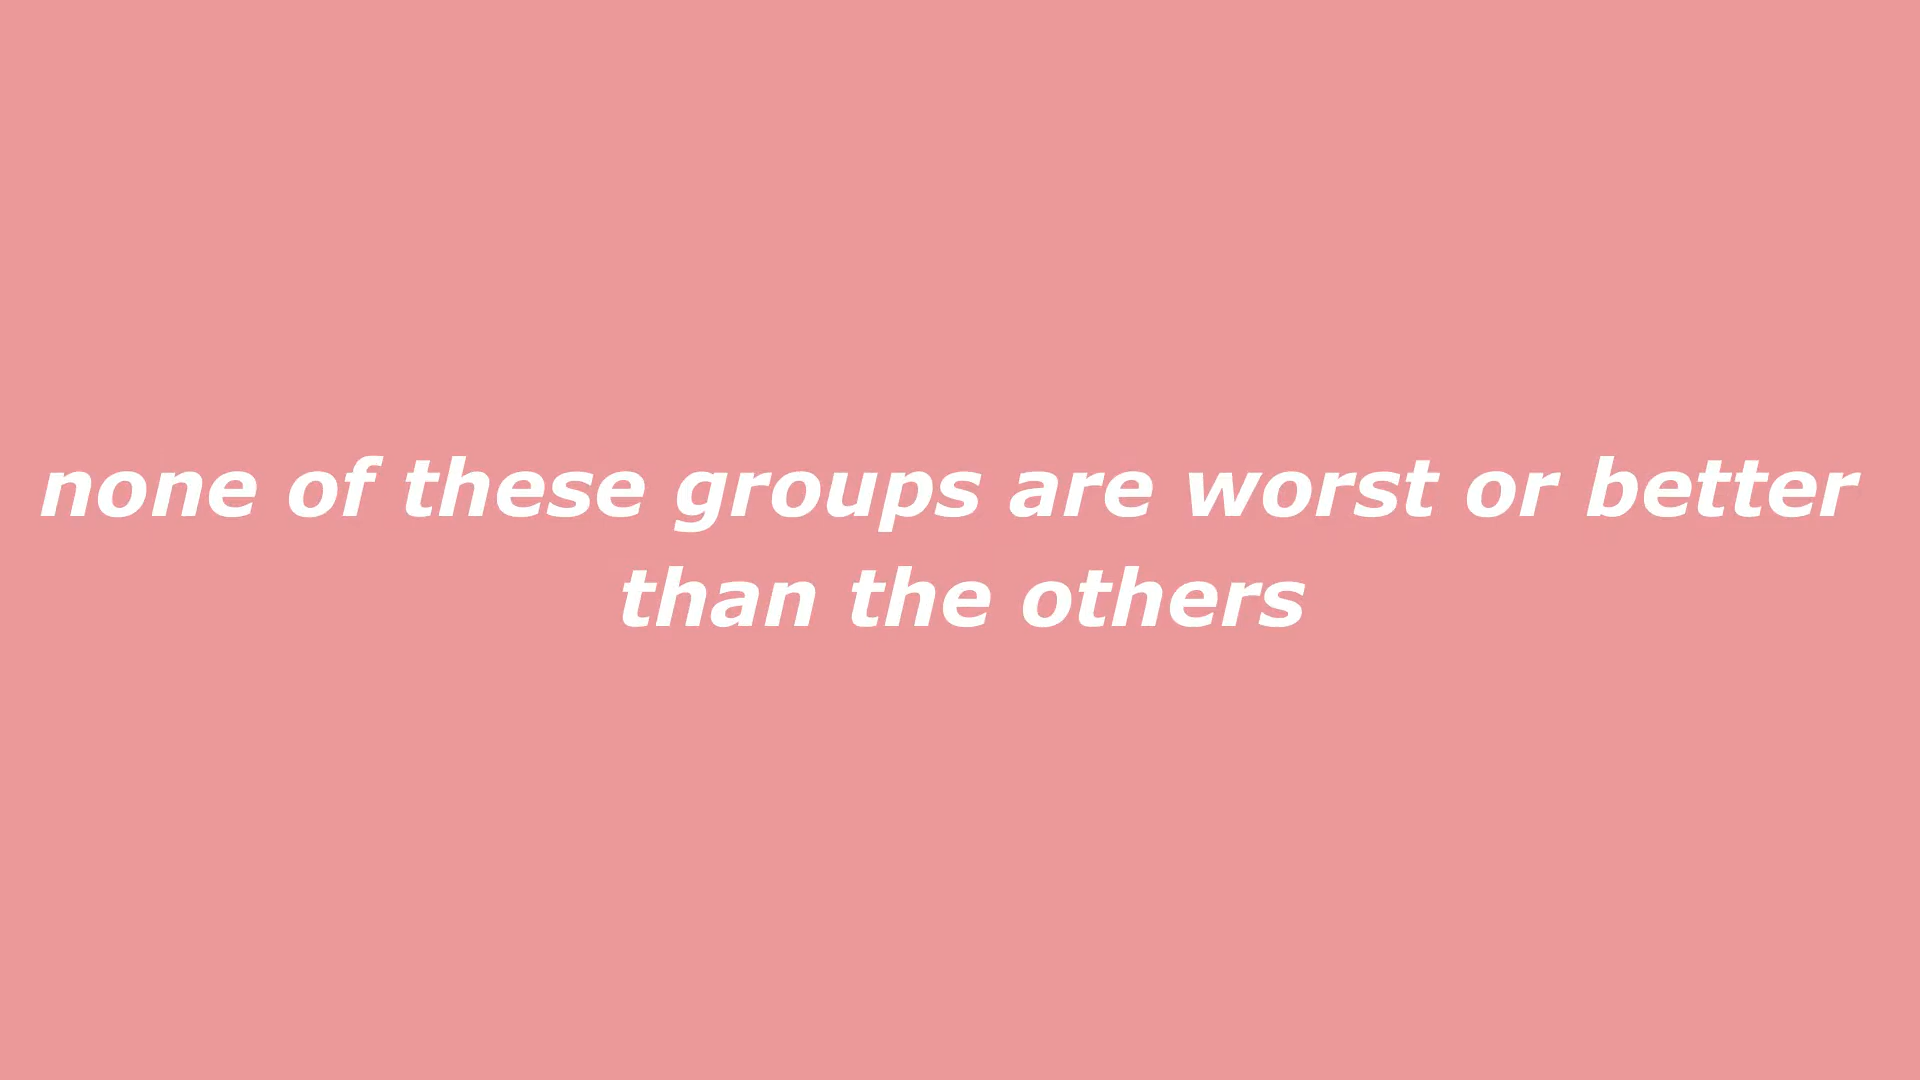 none of these groups are worst or better
than the others